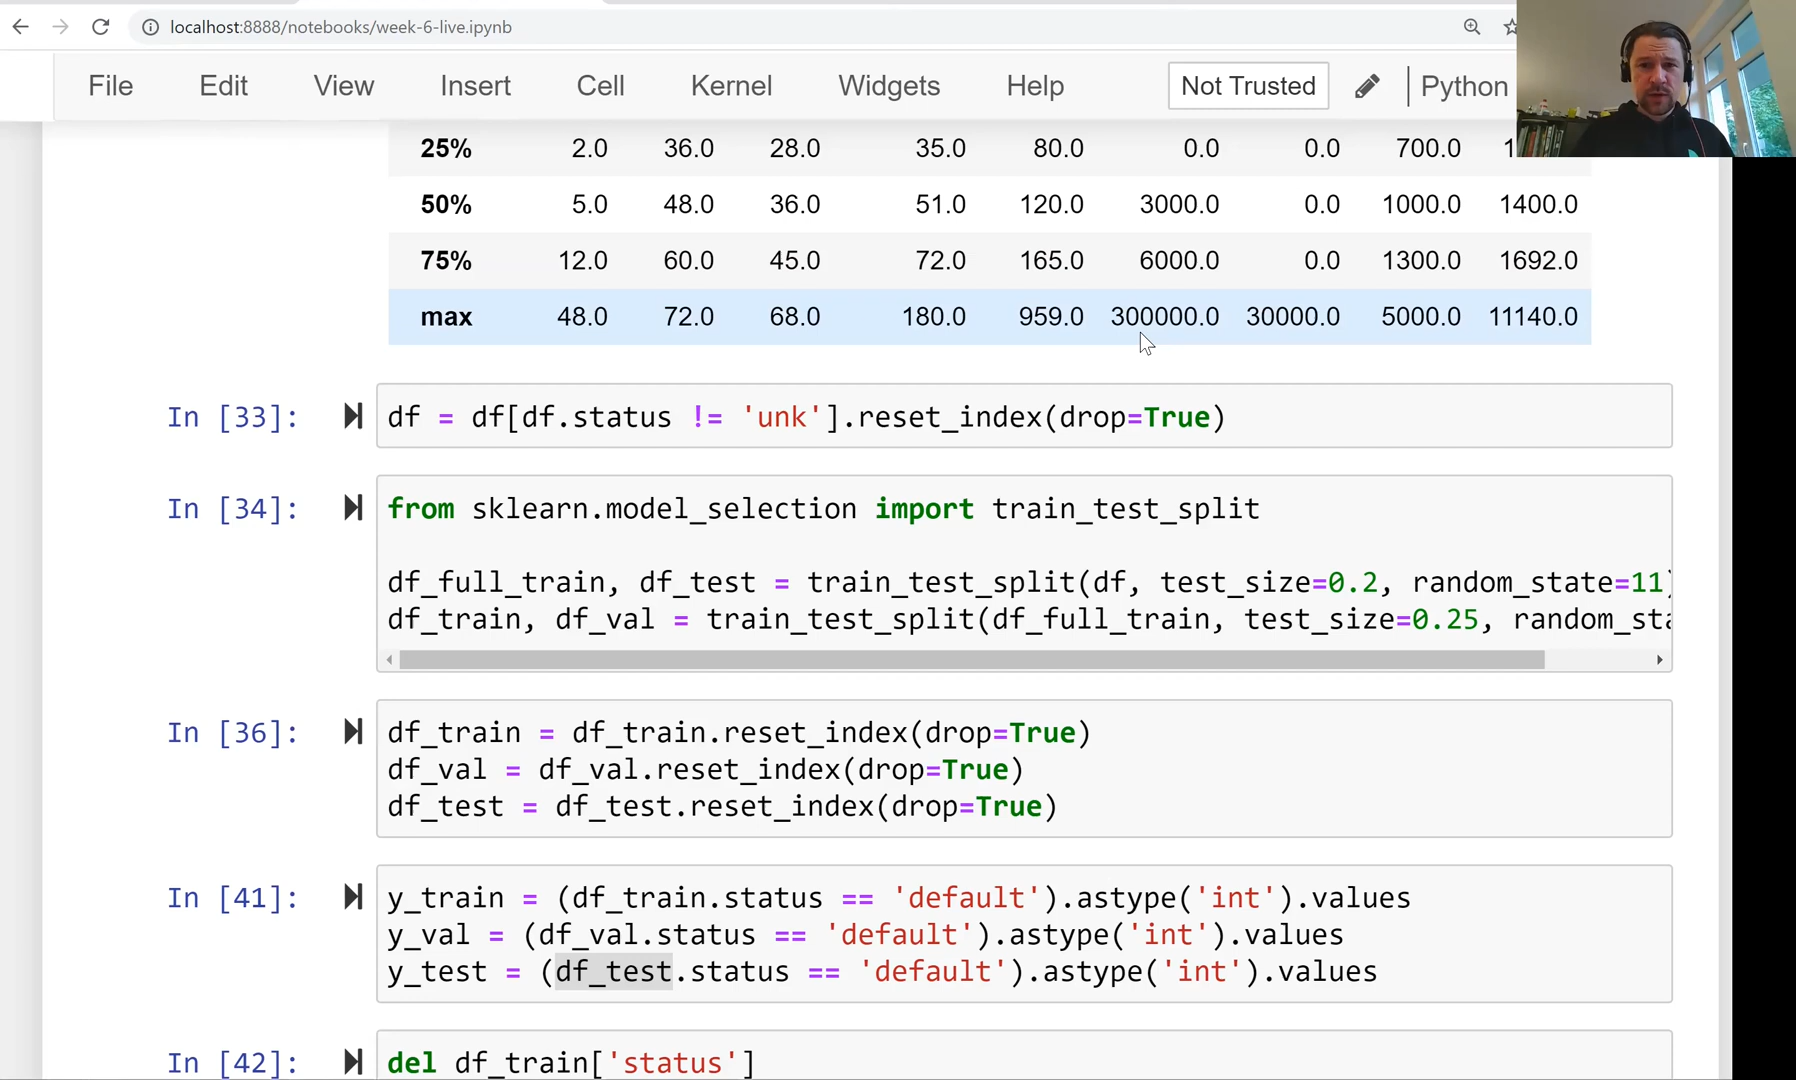 localhost:8888/notebooks/week-6-live.ipynb
File Edit View Insert Cell Kernel Widgets Help Not Trusted Python
25% 2.0 36.0 28.0 35.0 80.0 0.0 0.0 700.0 1
50% 5.0 48.0 36.0 51.0 120.0 3000.0 0.0 1000.0 1400.0
75% 12.0 60.0 45.0 72.0 165.0 6000.0 0.0 1300.0 1692.0
max 48.0 72.0 68.0 180.0 959.0 300000.0 30000.0 5000.0 11140.0
In [33]: df = df[df.status != 'unk'].reset_index(drop=True)
In [34]: from sklearn.model_selection import train_test_split
df_full_train, df_test = train_test_split(df, test_size=0.2, random_state=11)
df_train, df_val = train_test_split(df_full_train, test_size=0.25, random_sta
In [36]: df_train = df_train.reset_index(drop=True)
df_val = df_val.reset_index(drop=True)
df_test = df_test.reset_index(drop=True)
In [41]: y_train = (df_train.status == 'default').astype('int').values
y_val = (df_val.status == 'default').astype('int').values
y_test = (df_test.status == 'default').astype('int').values
In [42]: del df_train['status']